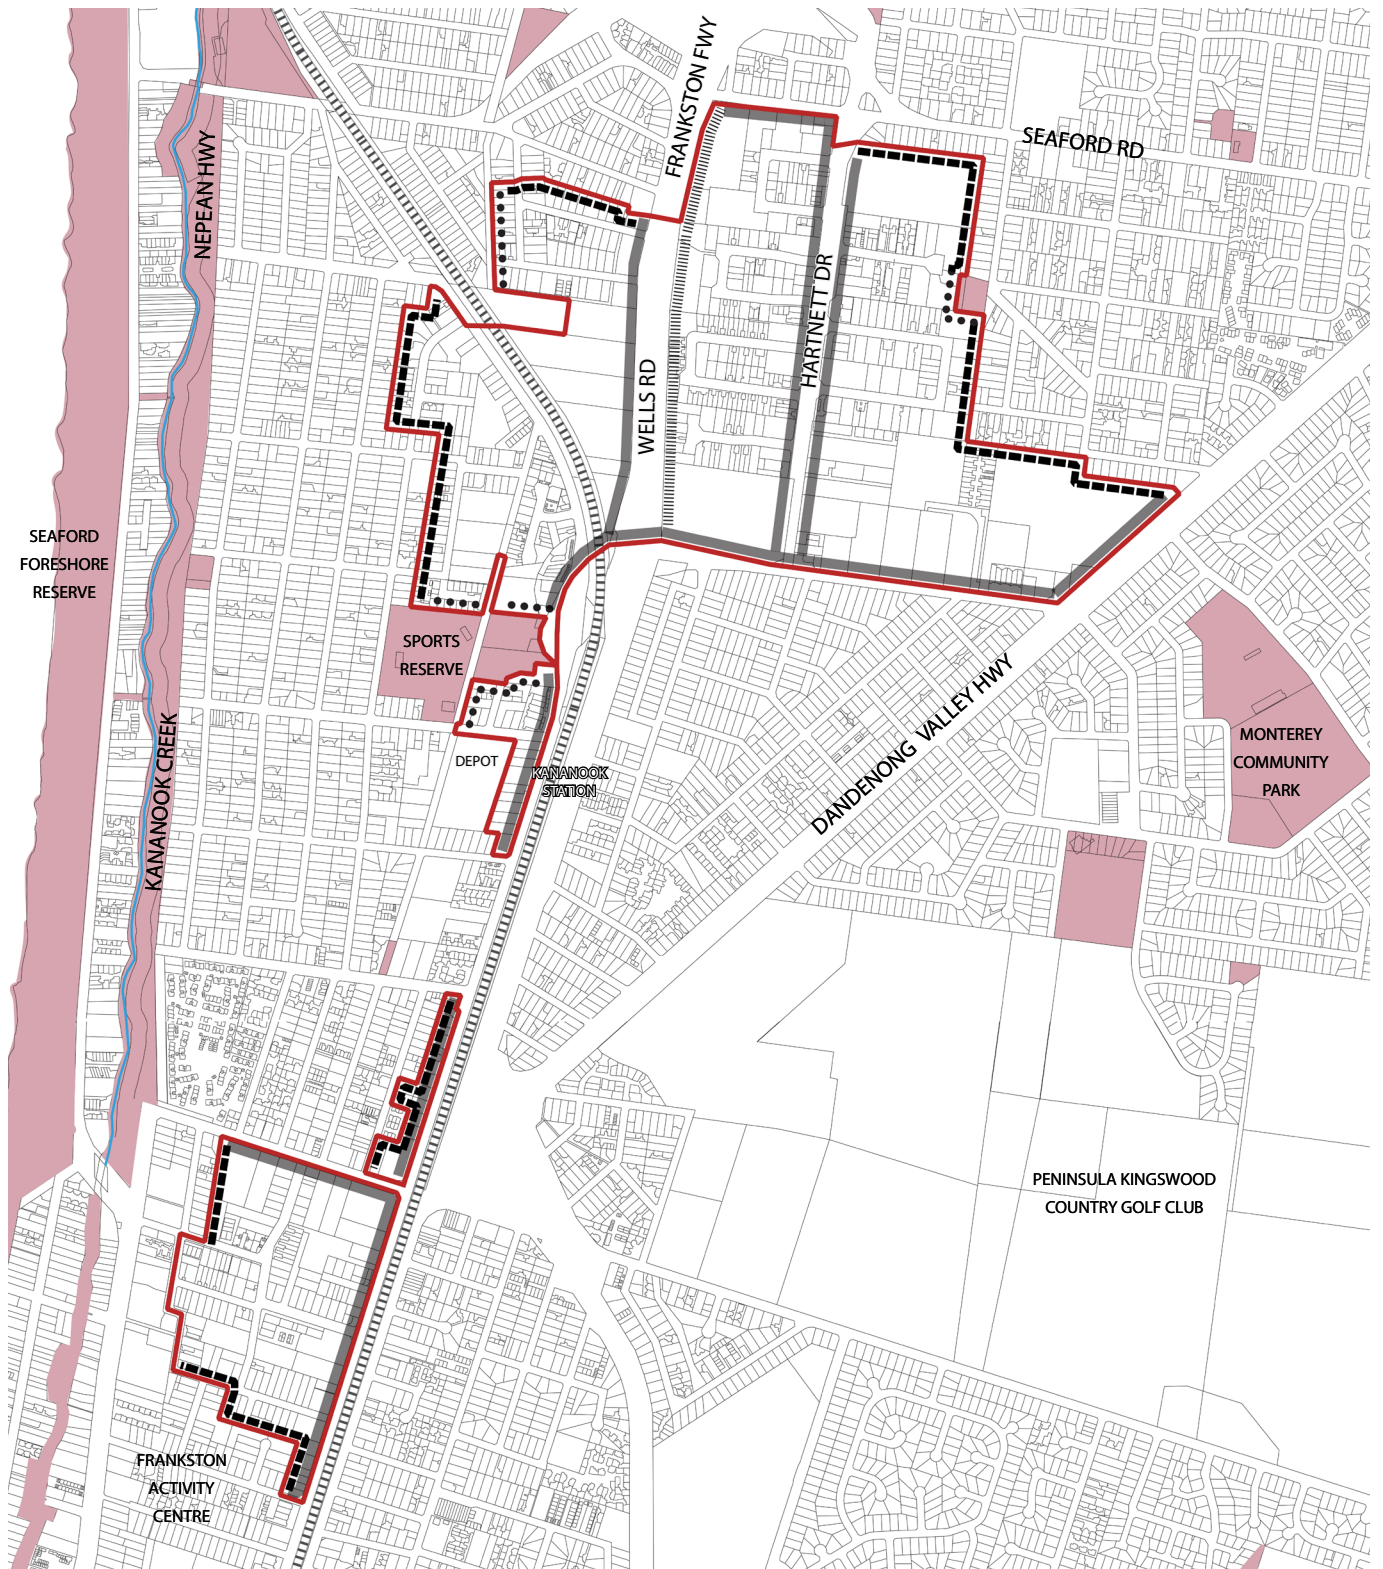 FRANKSTON FWY
SEAFORD RD
NEPEAN HWY
HARTNETT DR
WELLS RD
SEAFORD
FORESHORE
RESERVE
SPORTS
RESERVE
DANDENONG VALLEY HWY
KANANOOK CREEK
DEPOT
KANANOOK
STATION
MONTEREY
COMMUNITY
PARK
PENINSULA KINGSWOOD
COUNTRY GOLF CLUB
FRANKSTON
ACTIVITY
CENTRE